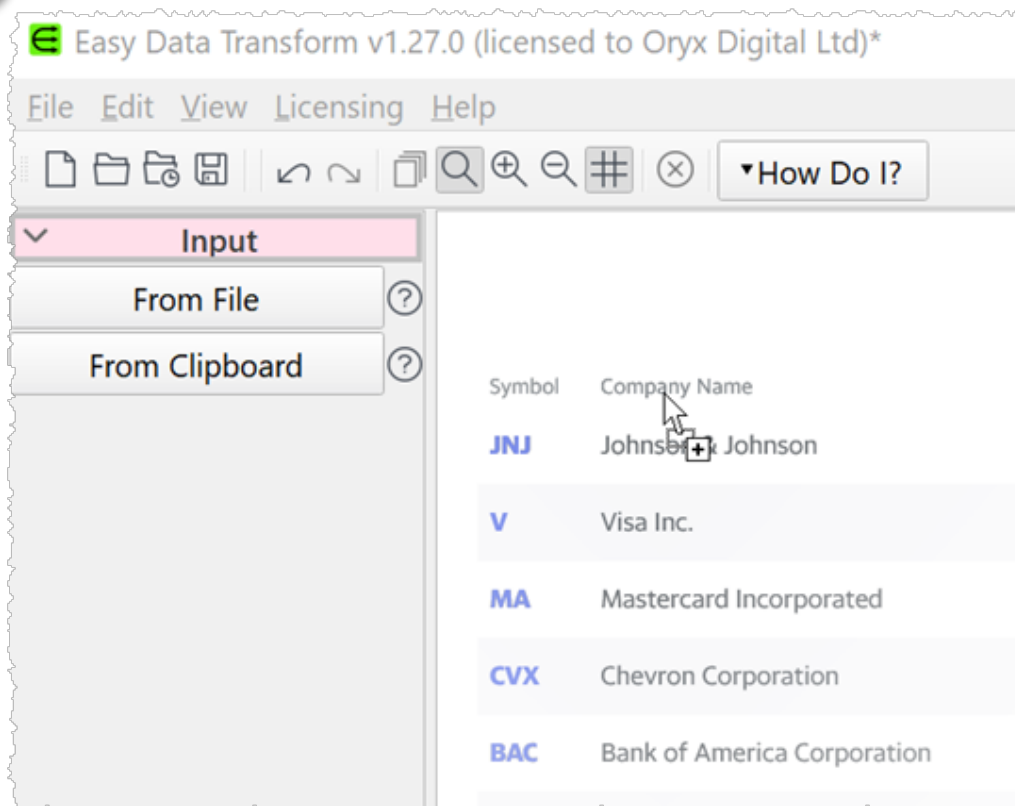 Easy Data Transform v1.27.0 (licensed to Oryx Digital Ltd)*
File Edit View Licensing Help
How Do I?
Input
From File
From Clipboard
Symbol Company Name
JNJ Johnson & Johnson
V Visa Inc.
MA Mastercard Incorporated
CVX Chevron Corporation
BAC Bank of America Corporation